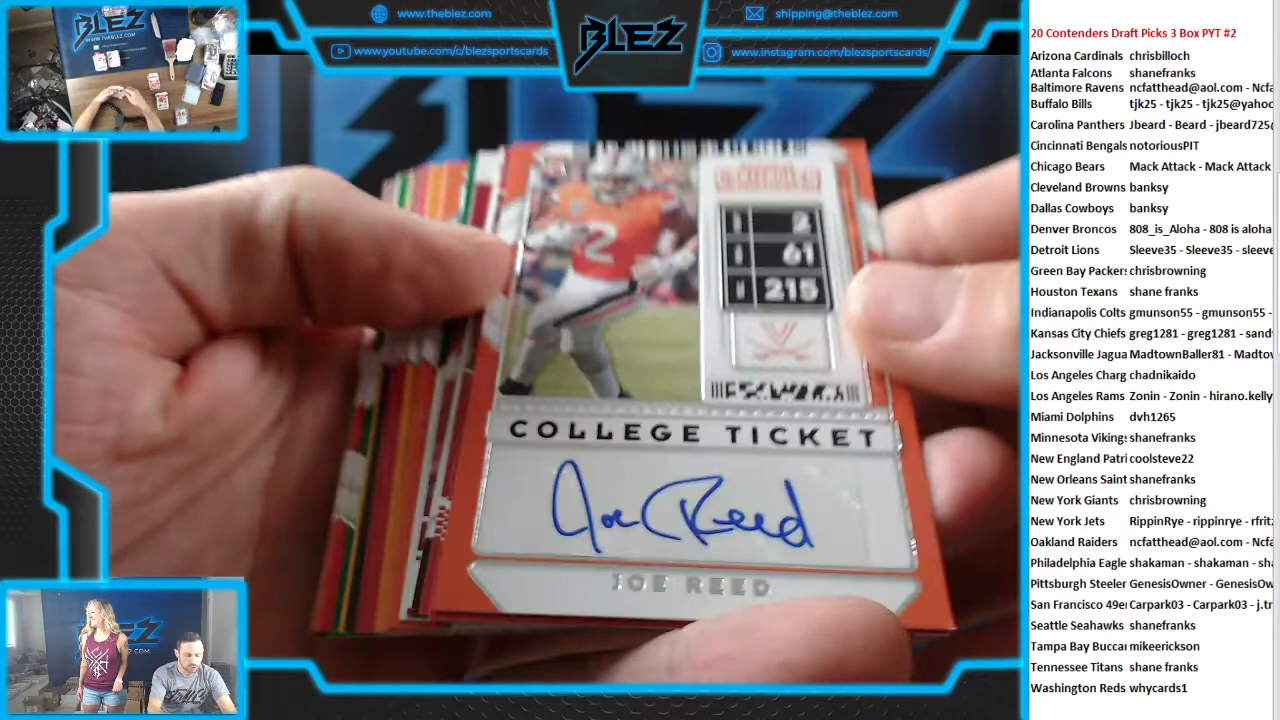 BLEZ
www.theblez.com
www.youtube.com/c/blezsportscards
BLEZ
shipping@theblez.com
www.instagram.com/blezsportscards/
2
2
61
215
COLLEGE TICKET
Joe Reed
JOE REED
20 Contenders Draft Picks 3 Box PYT #2
Arizona Cardinals chrisbilloch
Atlanta Falcons shanefranks
Baltimore Ravens ncfatthead@aol.com - Ncfa
Buffalo Bills tjk25 - tjk25 - tjk25@yahoo
Carolina Panthers Jbeard - Beard - jbeard725@
Cincinnati Bengals notoriousPIT
Chicago Bears Mack Attack - Mack Attack
Cleveland Browns banksy
Dallas Cowboys banksy
Denver Broncos 808_is_Aloha - 808 is aloha
Detroit Lions Sleeve35 - Sleeve35 - sleeve
Green Bay Packers chrisbrowning
Houston Texans shane franks
Indianapolis Colts gmunson55 - gmunson55 -
Kansas City Chiefs greg1281 - greg1281 - sand
Jacksonville Jagua MadtownBaller81 - Madtow
Los Angeles Charg chadnikaido
Los Angeles Rams Zonin - Zonin - hirano.kelly
Miami Dolphins dvh1265
Minnesota Viking shanefranks
New England Patri coolsteve22
New Orleans Saint shanefranks
New York Giants chrisbrowning
New York Jets RippinRye - rippinrye - rfritz
Oakland Raiders ncfatthead@aol.com - Ncfa
Philadelphia Eagle shakaman - shakaman - sha
Pittsburgh Steeler GenesisOwner - GenesisOw
San Francisco 49e Carpark03 - Carpark03 - j.tr
Seattle Seahawks shanefranks
Tampa Bay Buccan mikeerickson
Tennessee Titans shane franks
Washington Reds whycards1